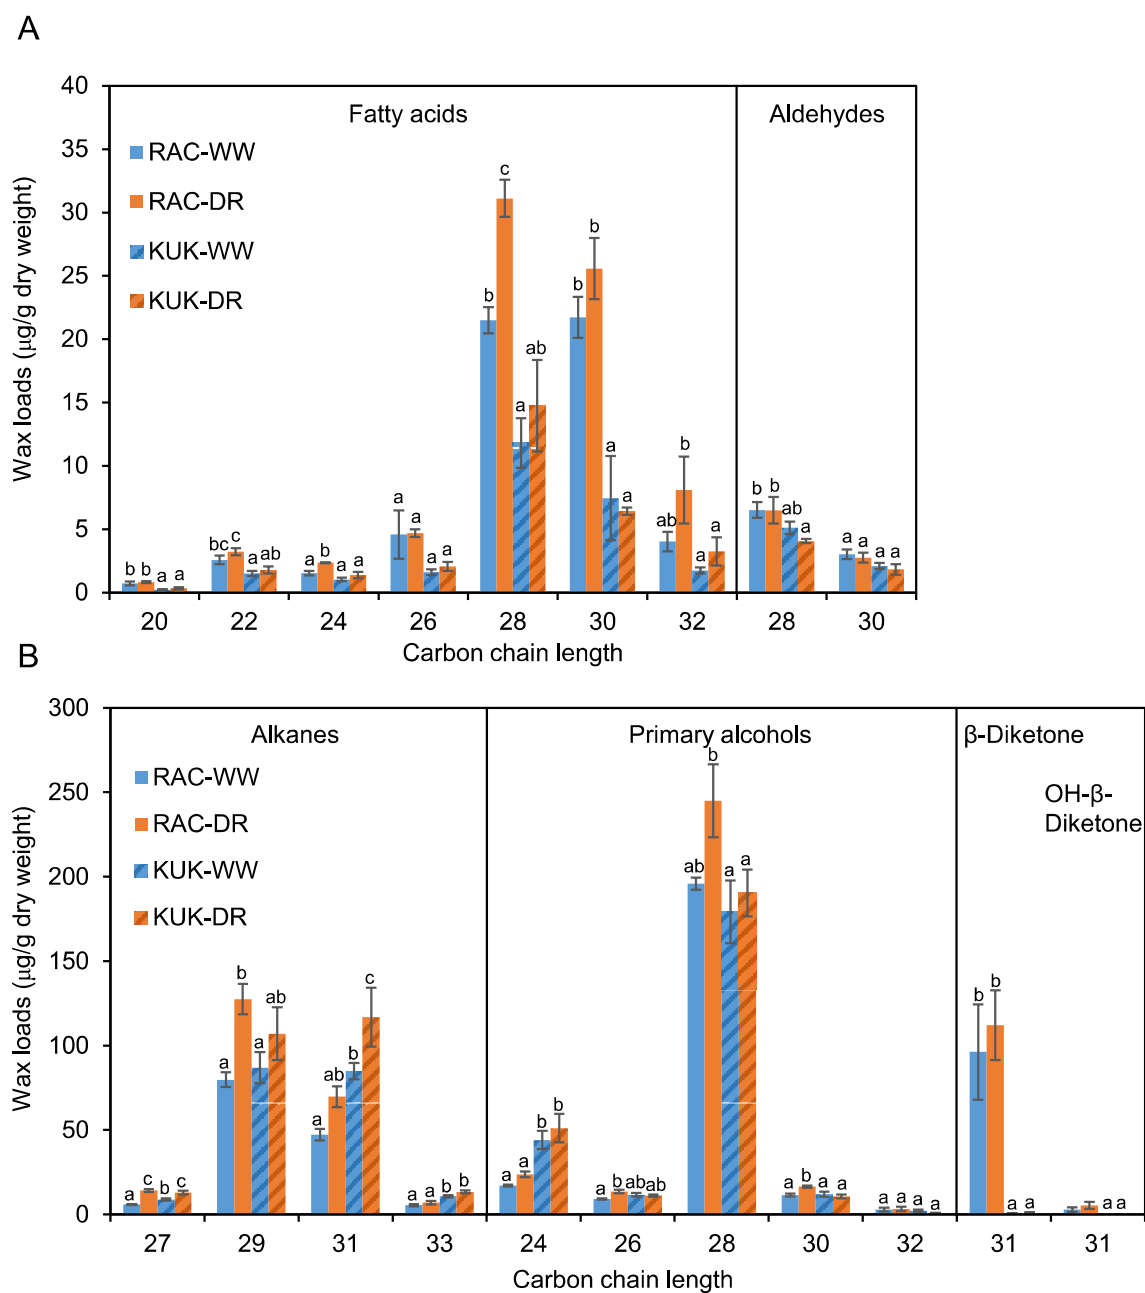 A
40
35
30
25
20
15
10
5
0
Wax loads (µg/g dry weight)
Fatty acids
Aldehydes
RAC-WW
RAC-DR
KUK-WW
KUK-DR
b b a a
bc c a ab
a b a a
a a a a
b c a ab
b b a a
ab b a a
b b ab a
a a a a
20 22 24 26 28 30 32 28 30
Carbon chain length
B
300
250
200
150
100
50
0
Wax loads (µg/g dry weight)
Alkanes
Primary alcohols
β-Diketone
OH-β-
Diketone
RAC-WW
RAC-DR
KUK-WW
KUK-DR
a c b c
a b a ab
a ab b c
a a b b
a a b b
a b ab ab
ab b a a
a b a a
a a a a
b b a a
a a
27 29 31 33 24 26 28 30 32 31 31
Carbon chain length